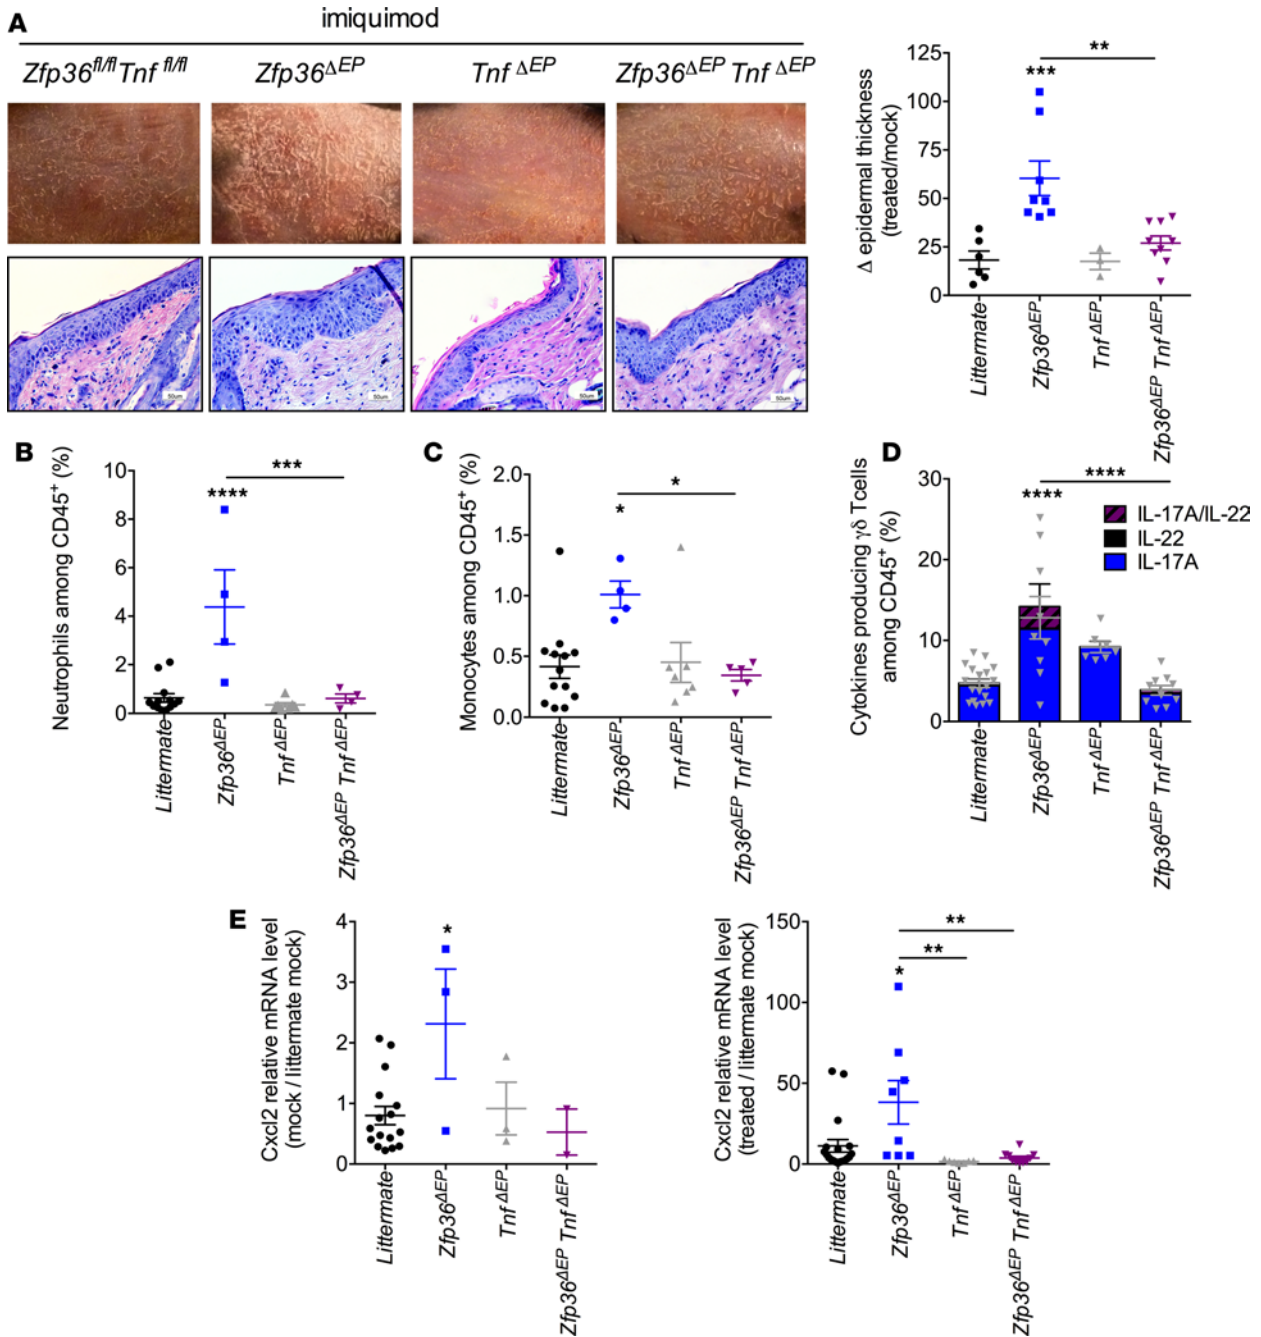 A
imiquimod
Zfp36fl/fl Tnf fl/fl
Zfp36ΔEP
Tnf ΔEP
Zfp36ΔEP Tnf ΔEP
50um
50um
50um
50um
Δ epidermal thickness
(treated/mock)
125
100
75
50
25
0
***
**
Littermate
Zfp36ΔEP
Tnf ΔEP
Zfp36ΔEP Tnf ΔEP
B
Neutrophils among CD45+ (%)
10
8
6
4
2
0
****
***
Littermate
Zfp36ΔEP
Tnf ΔEP
Zfp36ΔEP Tnf ΔEP
C
Monocytes among CD45+ (%)
2.0
1.5
1.0
0.5
0.0
*
*
Littermate
Zfp36ΔEP
Tnf ΔEP
Zfp36ΔEP Tnf ΔEP
D
Cytokines producing γδ Tcells
among CD45+ (%)
30
20
10
0
****
****
IL-17A/IL-22
IL-22
IL-17A
Littermate
Zfp36ΔEP
Tnf ΔEP
Zfp36ΔEP Tnf ΔEP
E
Cxcl2 relative mRNA level
(mock / littermate mock)
4
3
2
1
0
*
Littermate
Zfp36ΔEP
Tnf ΔEP
Zfp36ΔEP Tnf ΔEP
Cxcl2 relative mRNA level
(treated / littermate mock)
150
100
50
0
**
**
*
Littermate
Zfp36ΔEP
Tnf ΔEP
Zfp36ΔEP Tnf ΔEP